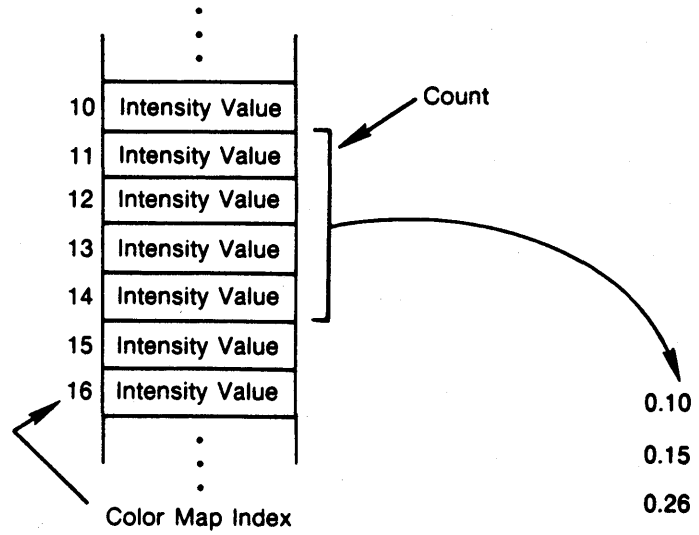 10 Intensity Value
Count
11 Intensity Value
12 Intensity Value
13 Intensity Value
14 Intensity Value
15 Intensity Value
16 Intensity Value
0.10
0.15
0.26
Color Map Index